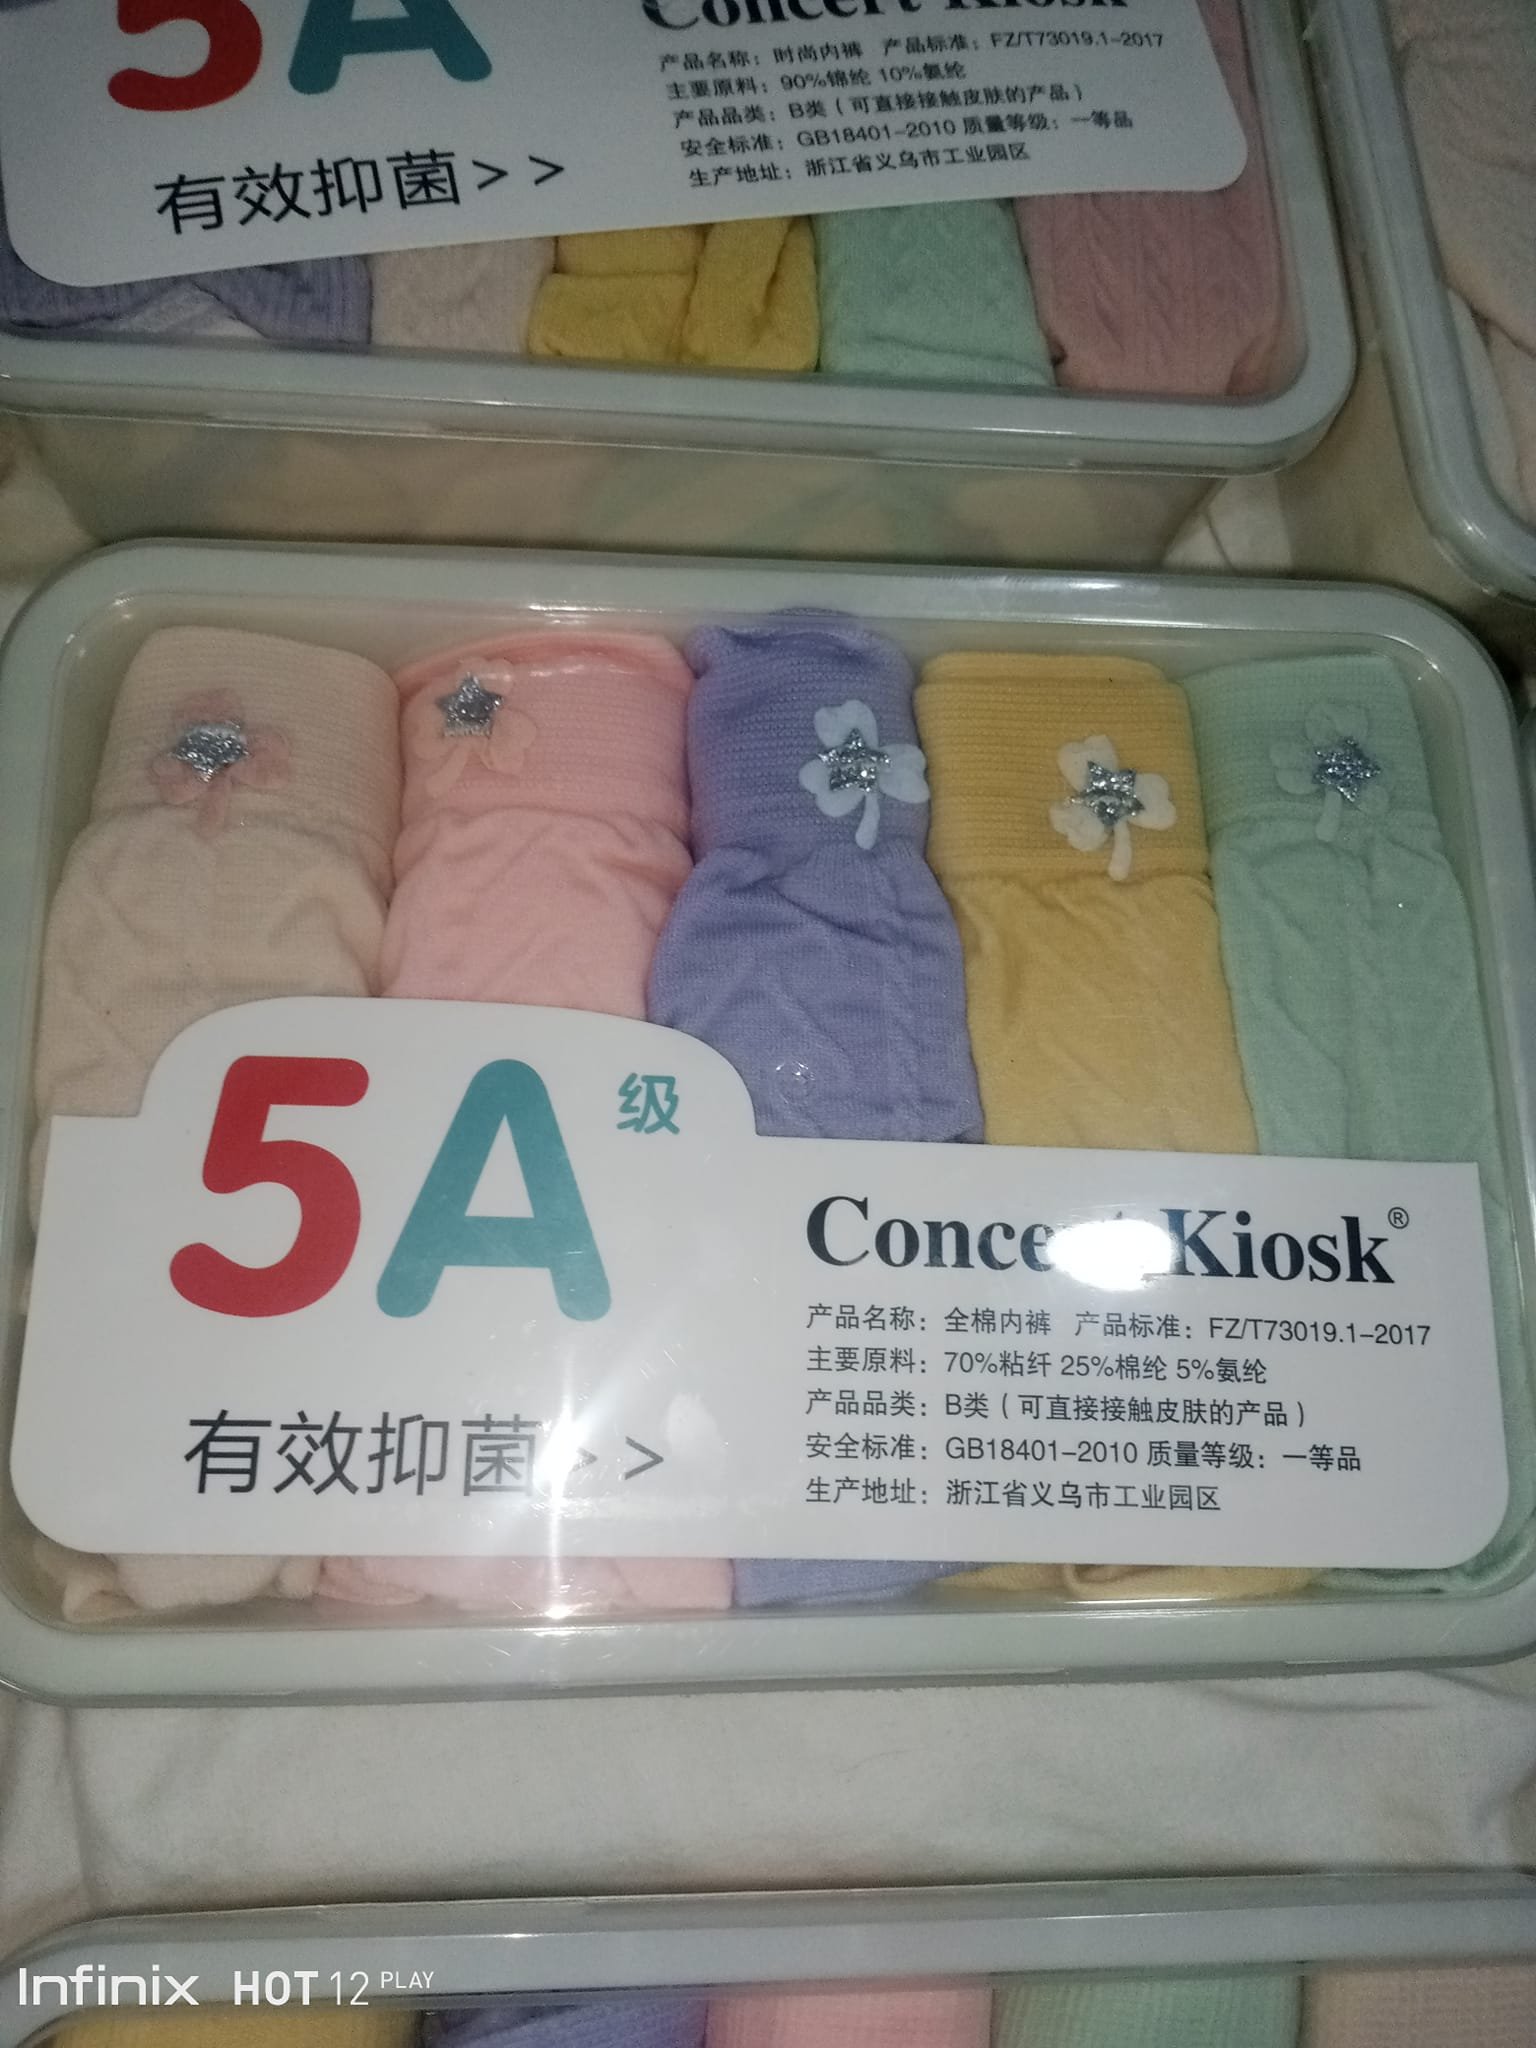 5A
Concert Kiosk
产品名称：时尚内裤 产品标准：FZ/T73019.1-2017
主要原料：90%锦纶 10%氨纶
产品品类：B类（可直接接触皮肤的产品）
安全标准：GB18401-2010 质量等级：一等品
生产地址：浙江省义乌市工业园区
有效抑菌>>
5A级
Concert Kiosk®
产品名称：全棉内裤 产品标准：FZ/T73019.1-2017
主要原料：70%粘纤 25%棉纶 5%氨纶
产品品类：B类（可直接接触皮肤的产品）
安全标准：GB18401-2010 质量等级：一等品
生产地址：浙江省义乌市工业园区
有效抑菌>>
Infinix HOT 12 PLAY